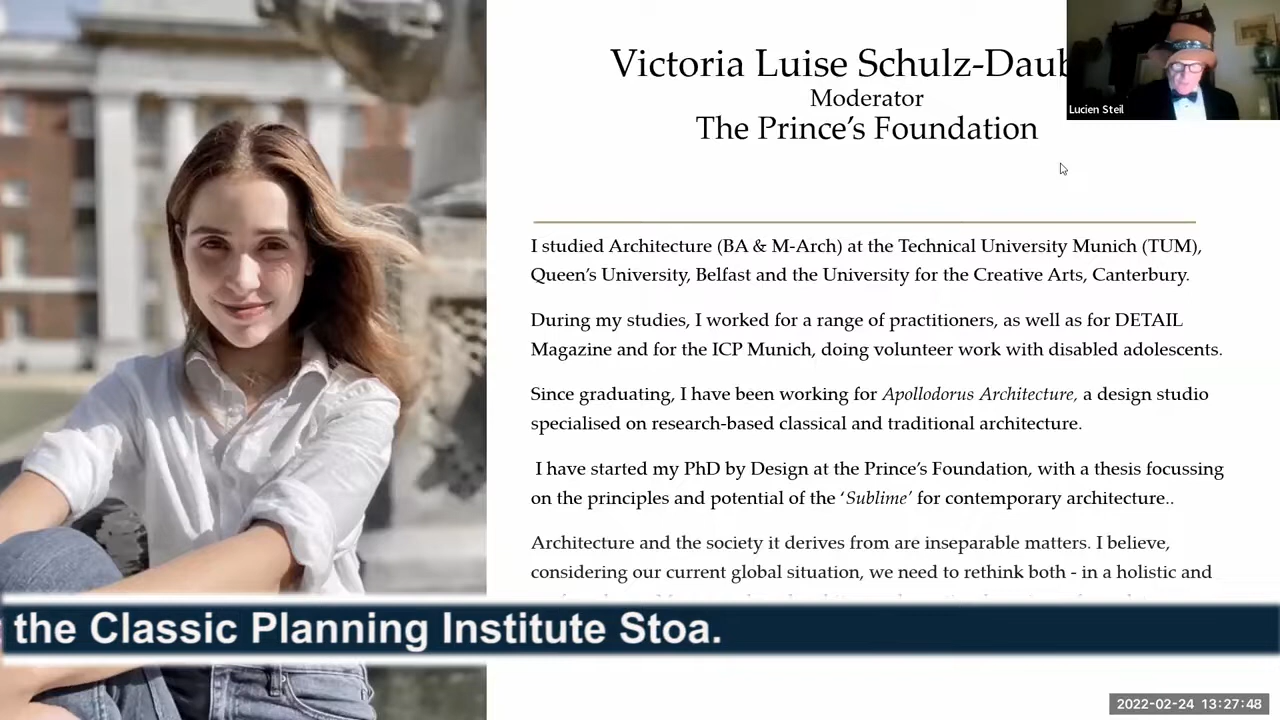 Victoria Luise Schulz-Daub
Moderator
The Prince's Foundation
Lucien Steil
I studied Architecture (BA & M-Arch) at the Technical University Munich (TUM),
Queen's University, Belfast and the University for the Creative Arts, Canterbury.
During my studies, I worked for a range of practitioners, as well as for DETAIL
Magazine and for the ICP Munich, doing volunteer work with disabled adolescents.
Since graduating, I have been working for Apollodorus Architecture, a design studio
specialised on research-based classical and traditional architecture.
I have started my PhD by Design at the Prince's Foundation, with a thesis focussing
on the principles and potential of the ‘Sublime’ for contemporary architecture..
Architecture and the society it derives from are inseparable matters. I believe,
considering our current global situation, we need to rethink both - in a holistic and
the Classic Planning Institute Stoa.
2022-02-24 13:27:48